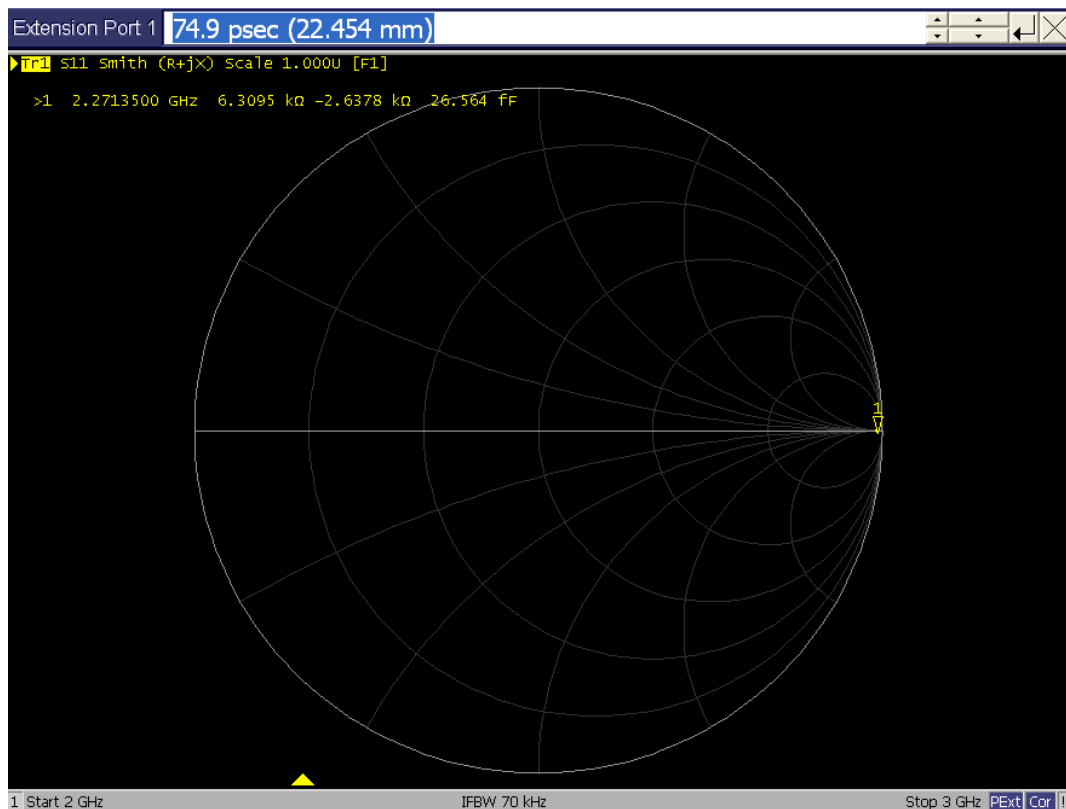 Extension Port 1 74.9 psec (22.454 mm)
Tr1 S11 Smith (R+jX) Scale 1.000U [F1]
>1 2.2713500 GHz 6.3095 kΩ -2.6378 kΩ 26.564 fF
1
1 Start 2 GHz IFBW 70 kHz Stop 3 GHz PExt Cor !